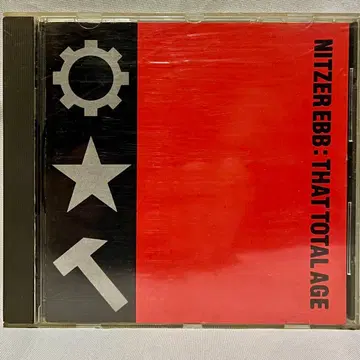 NITZER EBB: THAT TOTAL AGE